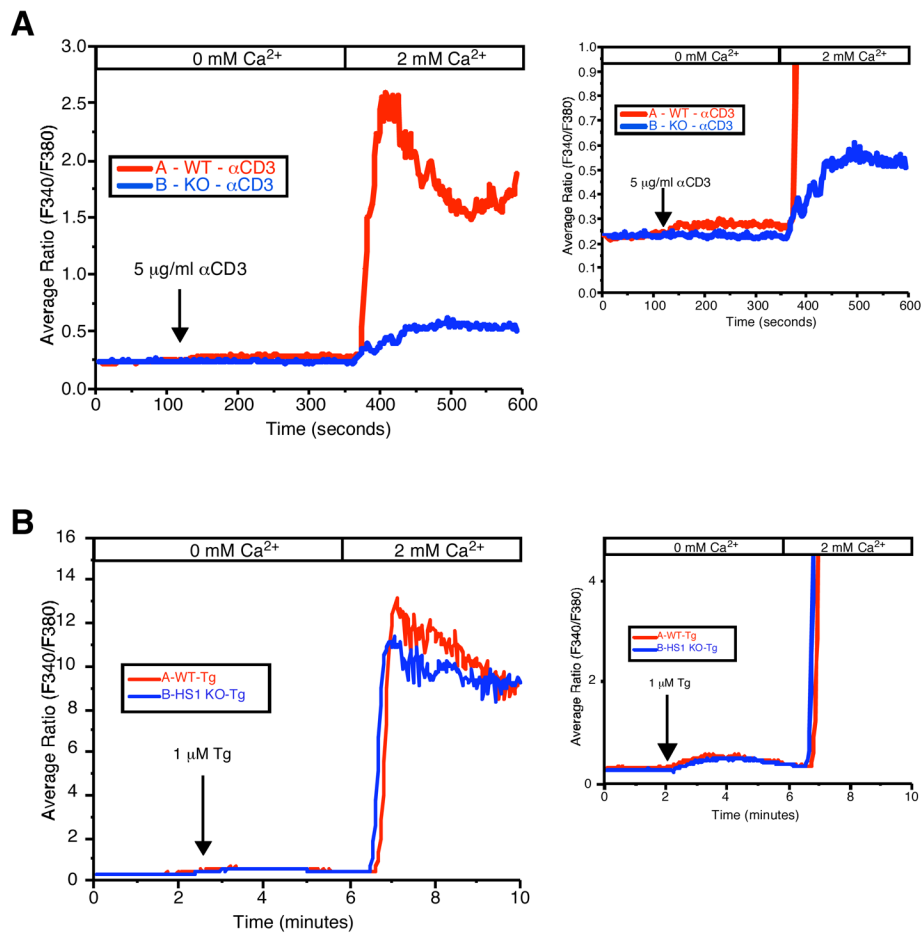 A
0 mM Ca²⁺
2 mM Ca²⁺
3.0
2.5
2.0
1.5
1.0
0.5
0.0
Average Ratio (F340/F380)
A - WT - αCD3
B - KO - αCD3
5 μg/ml αCD3
0
100
200
300
400
500
600
Time (seconds)
0 mM Ca²⁺
2 mM Ca²⁺
1.0
0.9
0.8
0.7
0.6
0.5
0.4
0.3
0.2
0.1
0.0
Average Ratio (F340/F380)
A - WT - αCD3
B - KO - αCD3
5 μg/ml αCD3
0
100
200
300
400
500
600
Time (seconds)
B
0 mM Ca²⁺
2 mM Ca²⁺
16
14
12
10
8
6
4
2
0
Average Ratio (F340/F380)
A-WT-Tg
B-HS1 KO-Tg
1 μM Tg
0
2
4
6
8
10
Time (minutes)
0 mM Ca²⁺
2 mM Ca²⁺
4
2
0
Average Ratio (F340/F380)
A-WT-Tg
B-HS1 KO-Tg
1 μM Tg
0
2
4
6
8
10
Time (minutes)